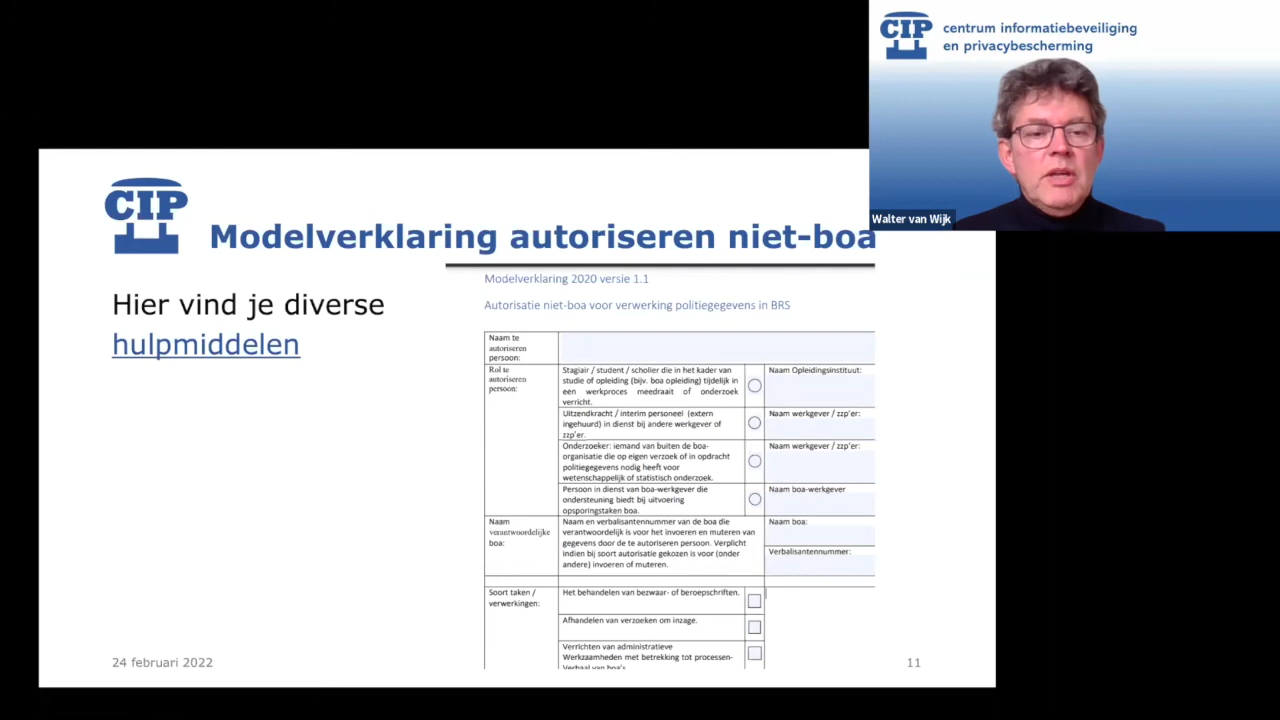 CIP
centrum informatiebeveiliging
en privacybescherming
Walter van Wijk
CIP
Modelverklaring autoriseren niet-boa
Hier vind je diverse
hulpmiddelen
Modelverklaring 2020 versie 1.1
Autorisatie niet-boa voor verwerking politiegegevens in BRS
Naam te
autoriseren
persoon:
Rol te
autoriseren
persoon:
Stagiair / student / scholier die in het kader van
studie of opleiding (bijv. boa opleiding) tijdelijk in
een werkproces meedraait of onderzoek
verricht.
Naam Opleidingsinstituut:
Uitzendkracht / interim personeel (extern
ingehuurd) in dienst bij andere werkgever of
zzp'er.
Naam werkgever / zzp'er:
Onderzoeker: iemand van buiten de boa-
organisatie die op eigen verzoek of in opdracht
politiegegevens nodig heeft voor
wetenschappelijk of statistisch onderzoek.
Naam werkgever / zzp'er:
Persoon in dienst van boa-werkgever die
ondersteuning biedt bij uitvoering
opsporingstaken boa.
Naam boa-werkgever
Naam
verantwoordelijke
boa:
Naam en verbalisantennummer van de boa die
verantwoordelijk is voor het invoeren en muteren van
gegevens door de te autoriseren persoon. Verplicht
indien bij soort autorisatie gekozen is voor (onder
andere) invoeren of muteren.
Naam boa:
Verbalisantennummer:
Soort taken /
verwerkingen:
Het behandelen van bezwaar- of beroepschriften.
Afhandelen van verzoeken om inzage.
Verrichten van administratieve
Werkzaamheden met betrekking tot processen-
Verbaal van boa's
24 februari 2022
11